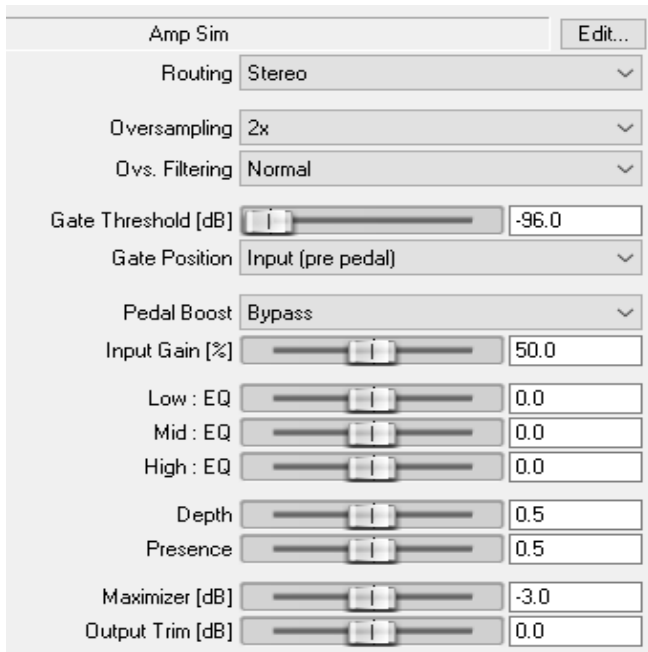 Amp Sim Edit...
Routing Stereo
Oversampling 2x
Ovs. Filtering Normal
Gate Threshold [dB] -96.0
Gate Position Input (pre pedal)
Pedal Boost Bypass
Input Gain [%] 50.0
Low : EQ 0.0
Mid : EQ 0.0
High : EQ 0.0
Depth 0.5
Presence 0.5
Maximizer [dB] -3.0
Output Trim [dB] 0.0